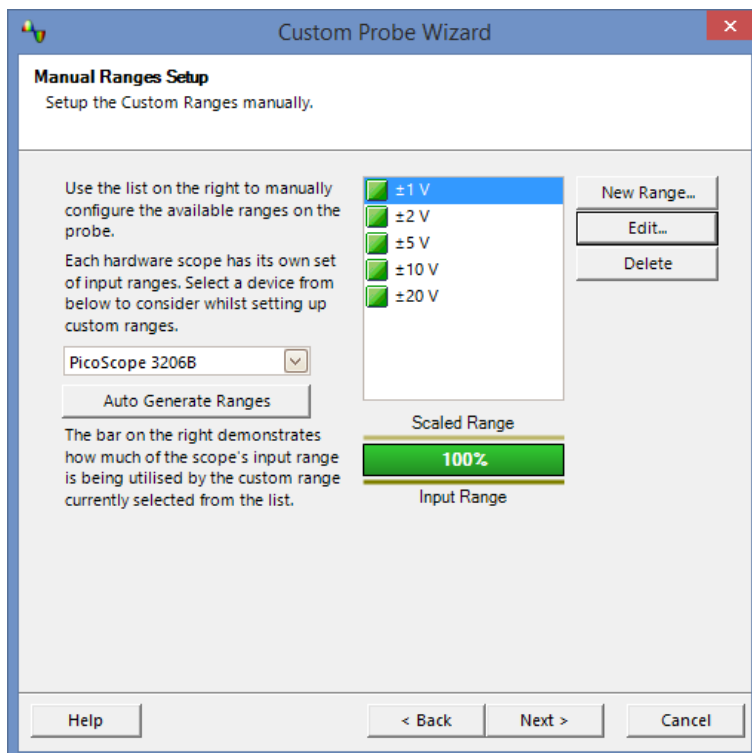 Custom Probe Wizard
Manual Ranges Setup
Setup the Custom Ranges manually.
Use the list on the right to manually
configure the available ranges on the
probe.
Each hardware scope has its own set
of input ranges. Select a device from
below to consider whilst setting up
custom ranges.
PicoScope 3206B
Auto Generate Ranges
The bar on the right demonstrates
how much of the scope's input range
is being utilised by the custom range
currently selected from the list.
±1 V
±2 V
±5 V
±10 V
±20 V
Scaled Range
100%
Input Range
New Range...
Edit...
Delete
Help
< Back
Next >
Cancel